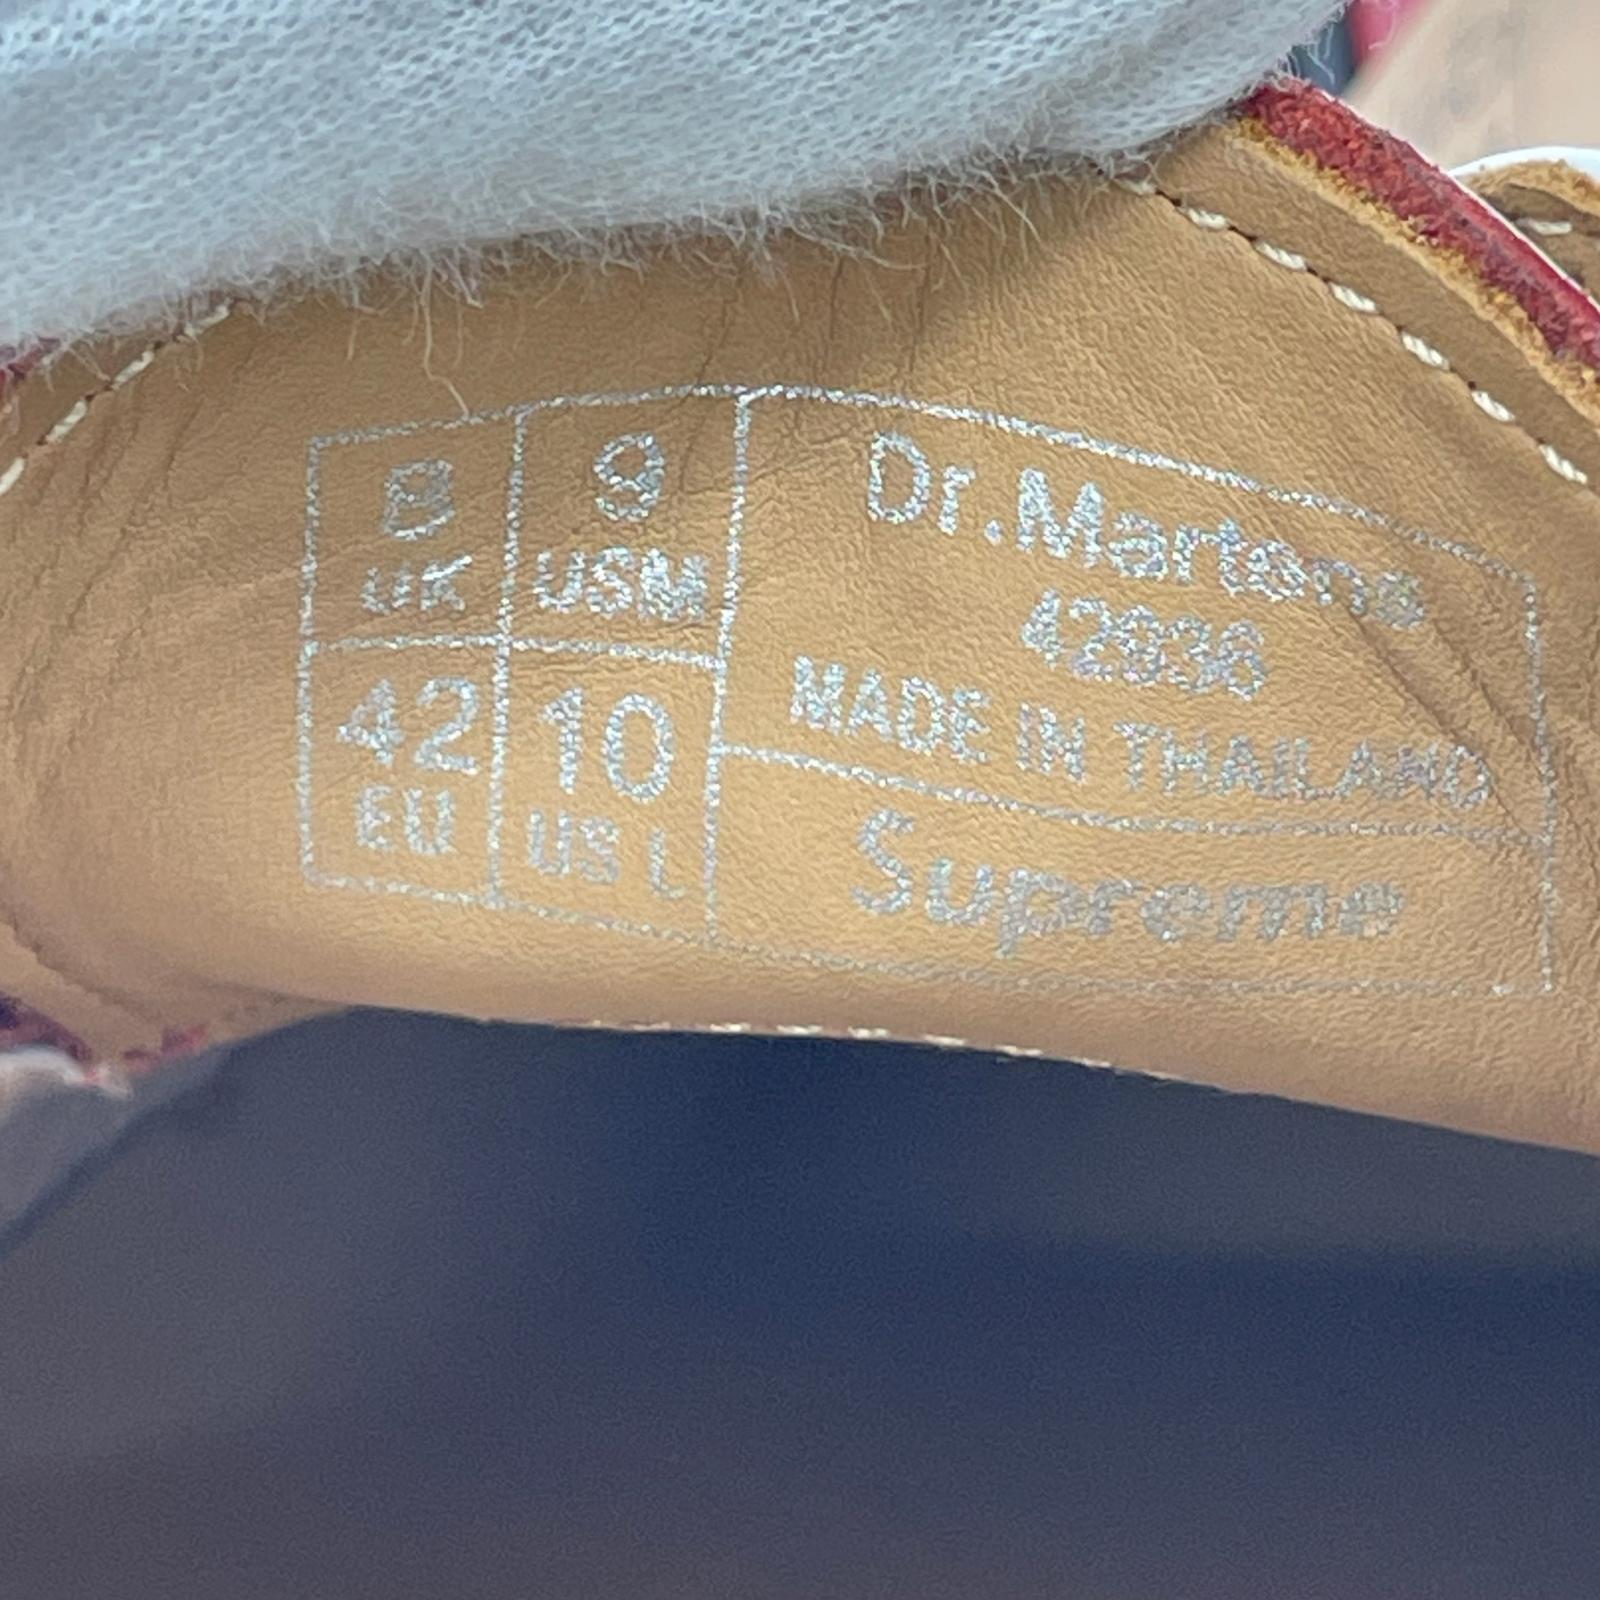 8 UK
9 USM
42 EU
10 US L
Dr.Martens
42936
MADE IN THAILAND
Supreme